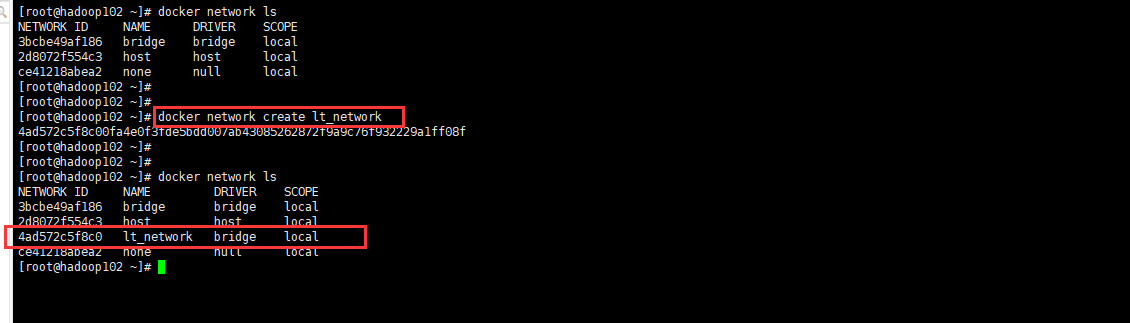 [root@hadoop102 ~]# docker network ls
NETWORK ID     NAME      DRIVER    SCOPE
3bcbe49af186   bridge    bridge    local
2d8072f554c3   host      host      local
ce41218abea2   none      null      local
[root@hadoop102 ~]#
[root@hadoop102 ~]#
[root@hadoop102 ~]# docker network create lt_network
4ad572c5f8c00fa4e0f3fde5bdd007ab43085262872f9a9c76f932229a1ff08f
[root@hadoop102 ~]#
[root@hadoop102 ~]#
[root@hadoop102 ~]# docker network ls
NETWORK ID     NAME         DRIVER    SCOPE
3bcbe49af186   bridge       bridge    local
2d8072f554c3   host         host      local
4ad572c5f8c0   lt_network   bridge    local
ce41218abea2   none         null      local
[root@hadoop102 ~]#